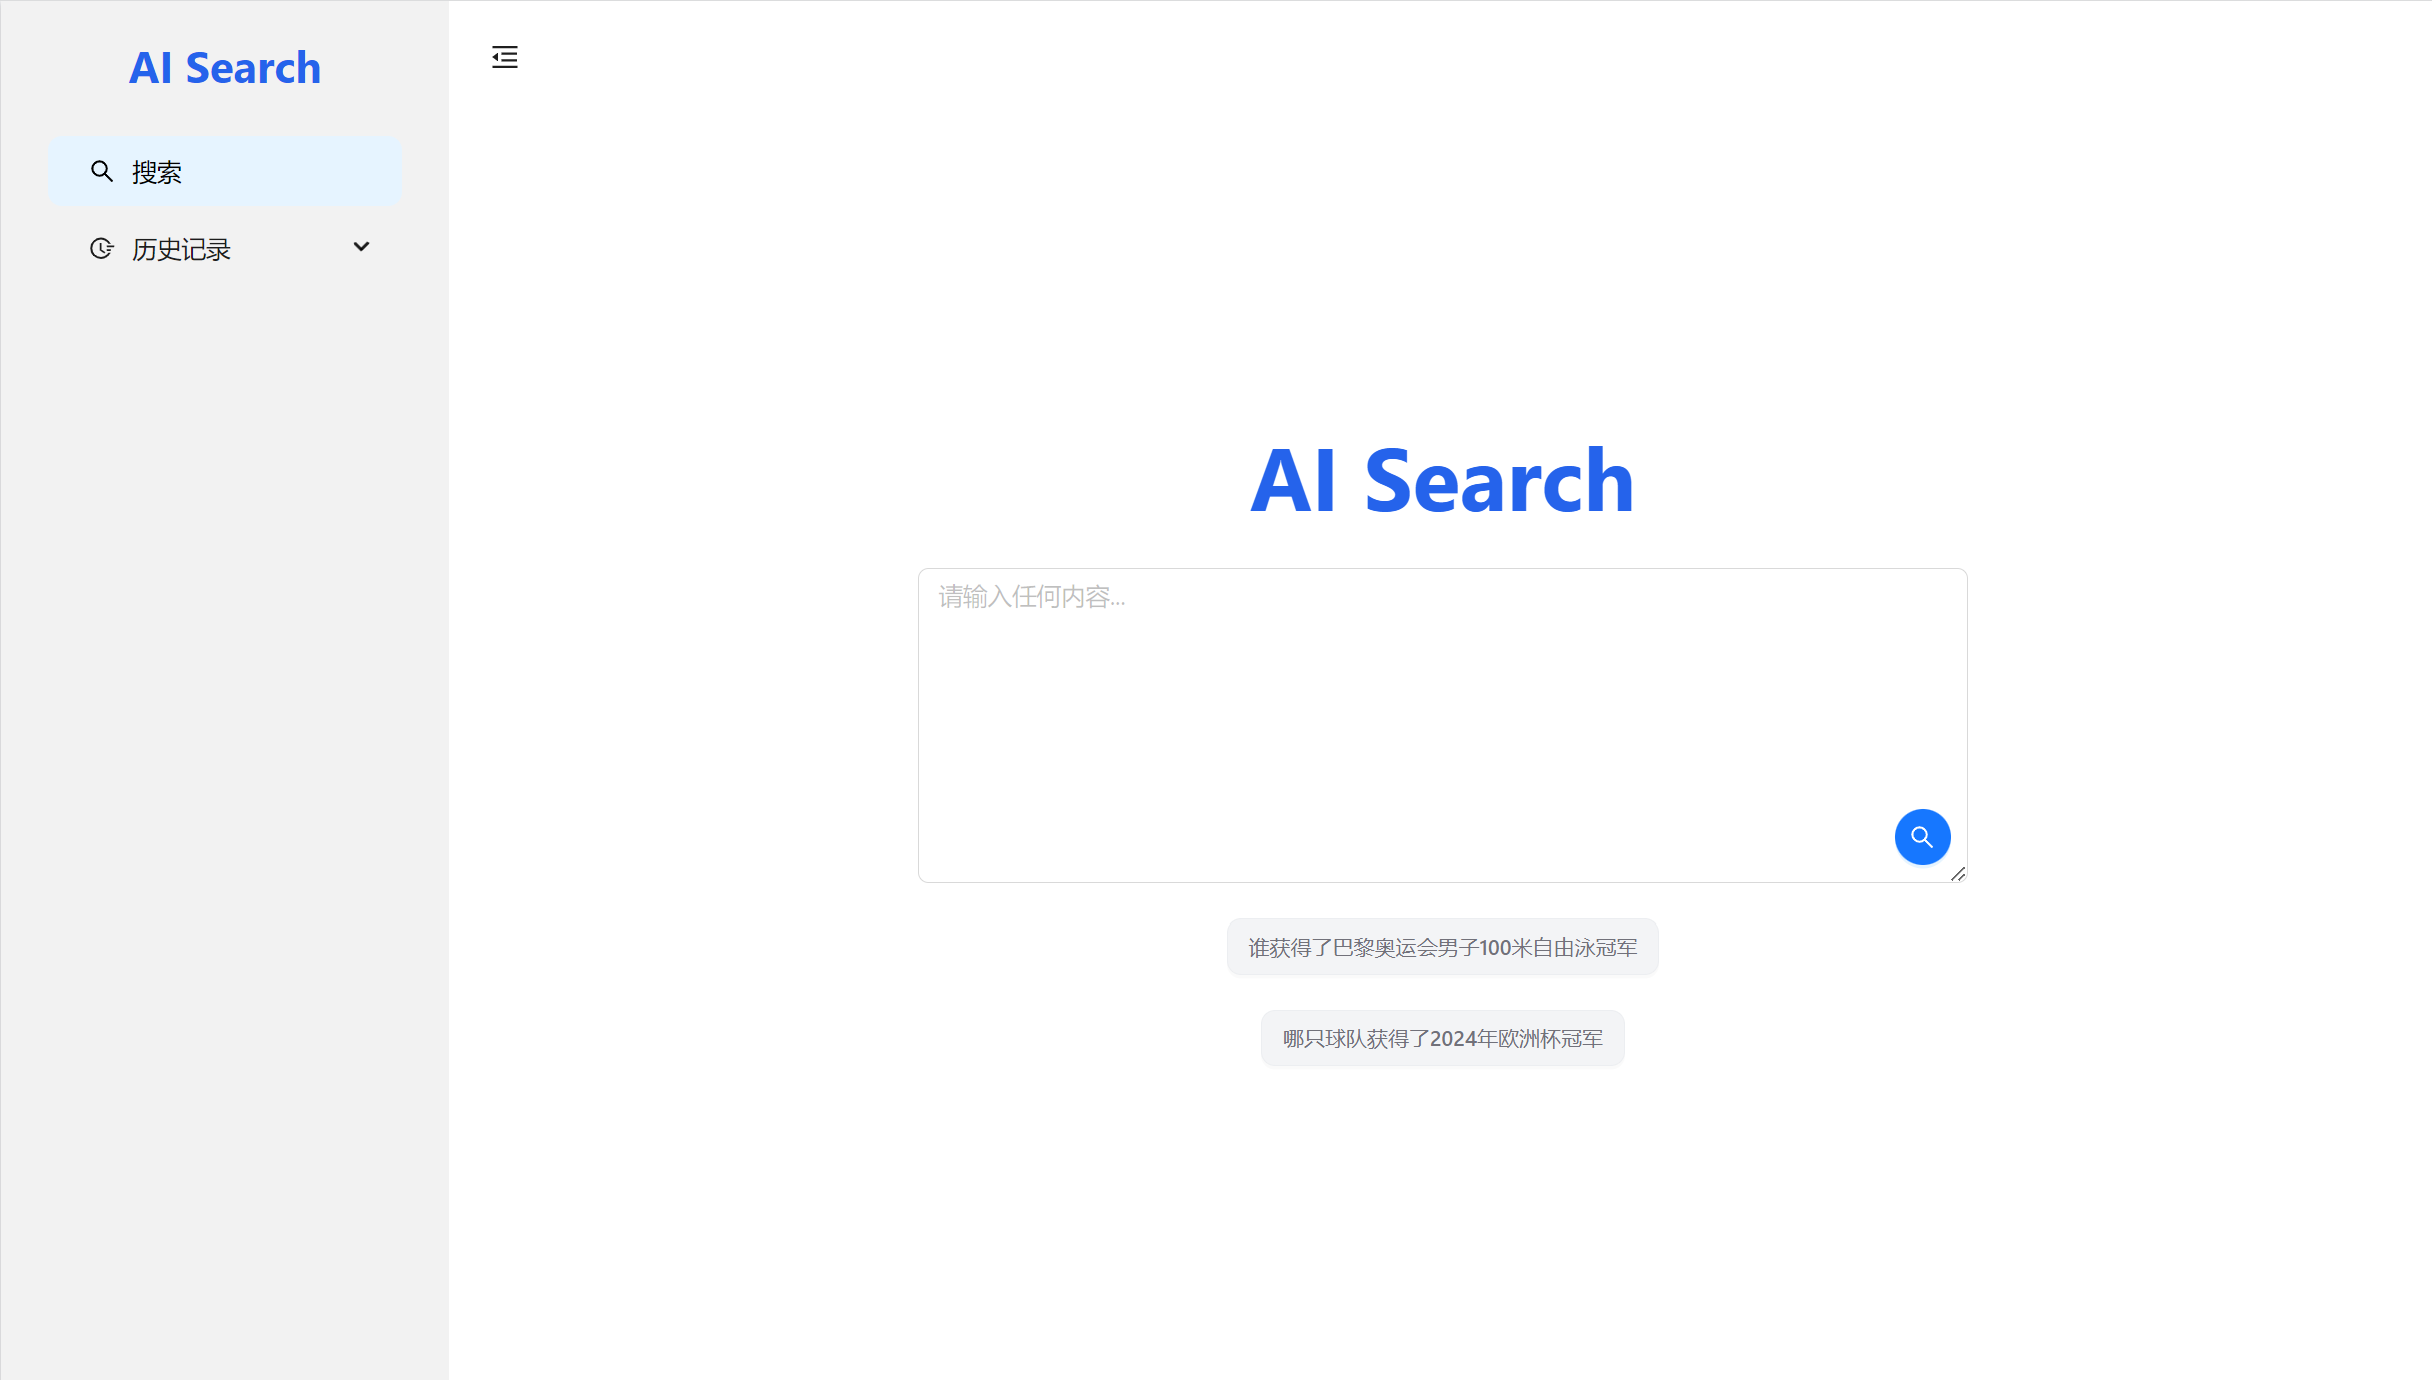 AI Search
搜索
历史记录
AI Search
请输入任何内容...
谁获得了巴黎奥运会男子100米自由泳冠军
哪只球队获得了2024年欧洲杯冠军